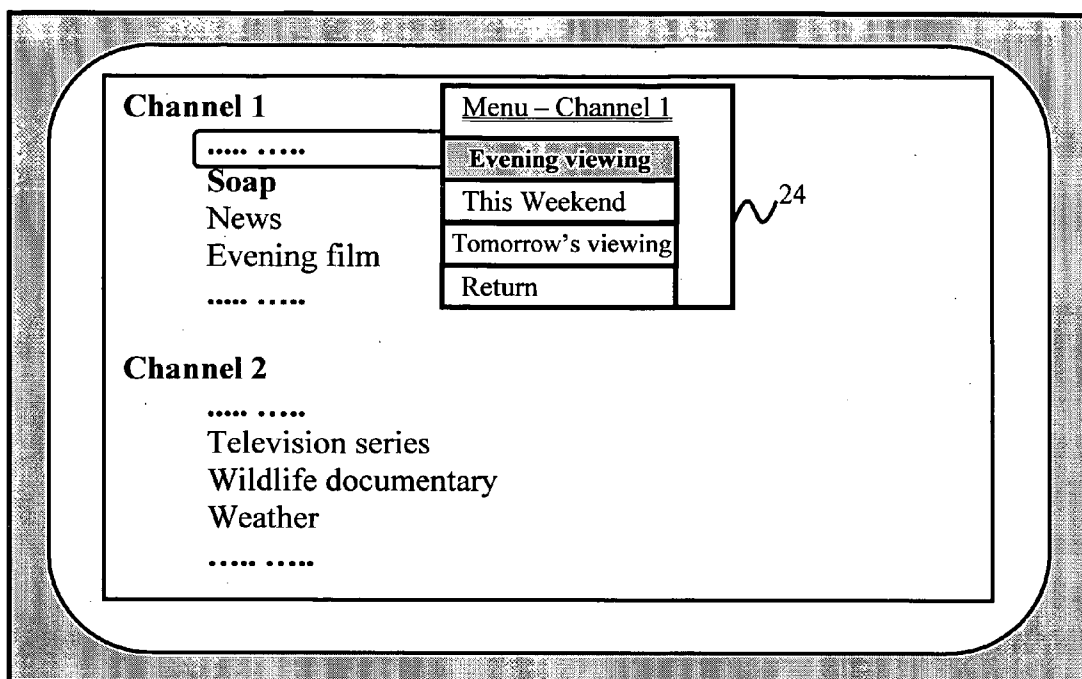 Channel 1
..... .....
Soap
News
Evening film
..... .....
Menu – Channel 1
Evening viewing
This Weekend
Tomorrow's viewing
Return
24
Channel 2
..... .....
Television series
Wildlife documentary
Weather
..... .....